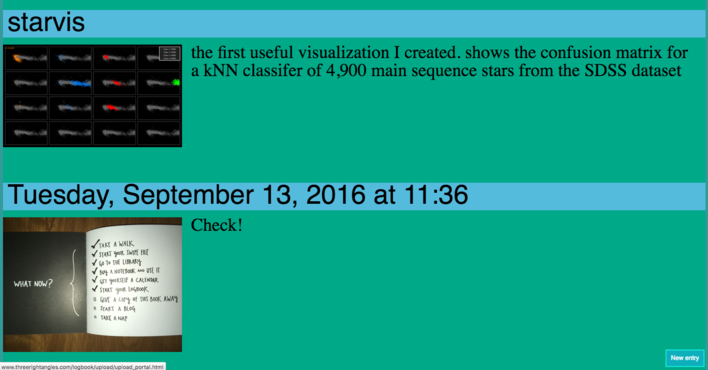 starvis
the first useful visualization I created. shows the confusion matrix for
a kNN classifer of 4,900 main sequence stars from the SDSS dataset
Tuesday, September 13, 2016 at 11:36
Check!
WHAT NOW?
TAKE A WALK
START YOUR SWIPE FILE
GO TO THE LIBRARY
BUY A NOTEBOOK AND USE IT
GET YOURSELF A CALENDAR
START YOUR LOGBOOK
GIVE A COPY OF THIS BOOK AWAY
START A BLOG
TAKE A NAP
New entry
www.threerightangles.com/logbook/upload/upload_portal.html